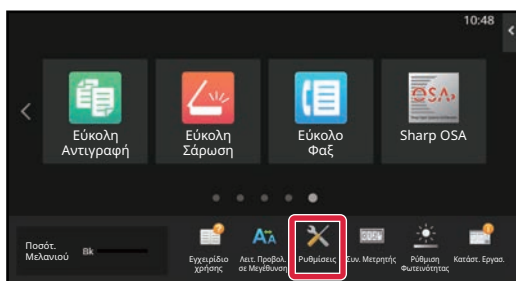 10:48
Εύκολη
Αντιγραφή
Εύκολη
Σάρωση
Εύκολο
Φαξ
Sharp OSA
Ποσότ.
Μελανιού
Bk
Εγχειρίδιο
χρήσης
Λειτ. Προβολ.
σε Μεγέθυνση
Ρυθμίσεις
Συν. Μετρητής
Ρύθμιση
Φωτεινότητας
Κατάστ. Εργασ.